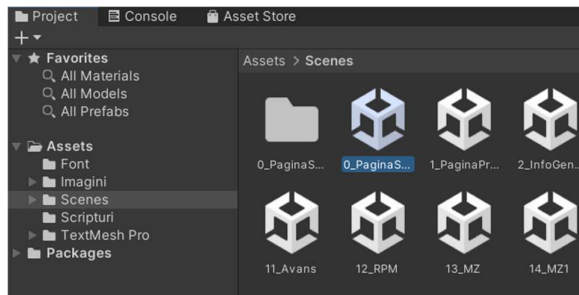 Project Console Asset Store
Favorites
All Materials
All Models
All Prefabs
Assets
Font
Imagini
Scenes
Scripturi
TextMesh Pro
Packages
Assets > Scenes
0_PaginaS... 0_PaginaS... 1_PaginaPr... 2_InfoGen..
11_Avans 12_RPM 13_MZ 14_MZ1